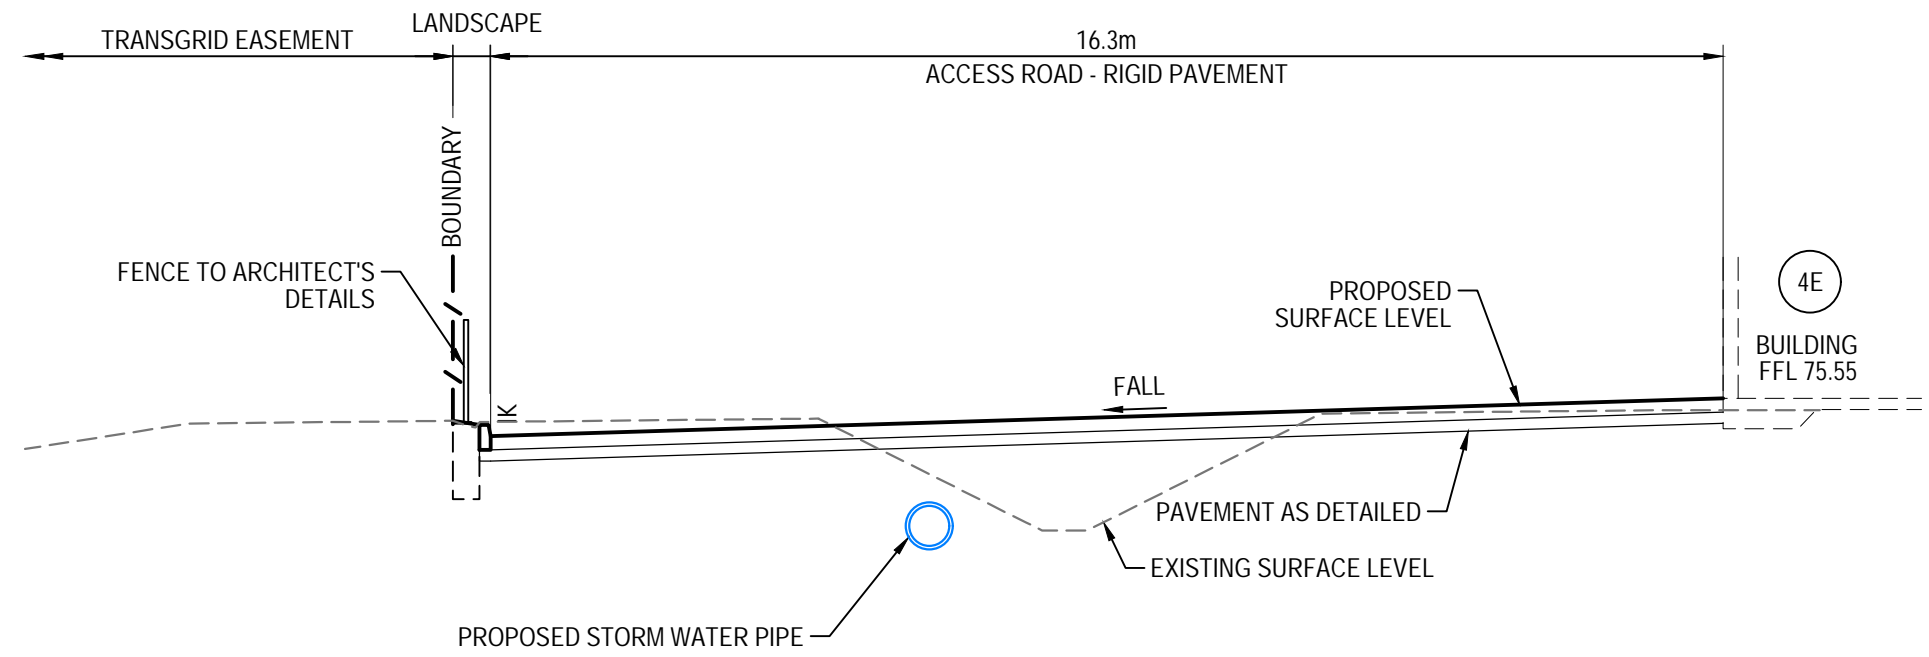 LANDSCAPE
TRANSGRID EASEMENT
16.3m
ACCESS ROAD - RIGID PAVEMENT
BOUNDARY
FENCE TO ARCHITECT'S
DETAILS
K
FALL
PROPOSED
SURFACE LEVEL
4E
BUILDING
FFL 75.55
PAVEMENT AS DETAILED
EXISTING SURFACE LEVEL
PROPOSED STORM WATER PIPE